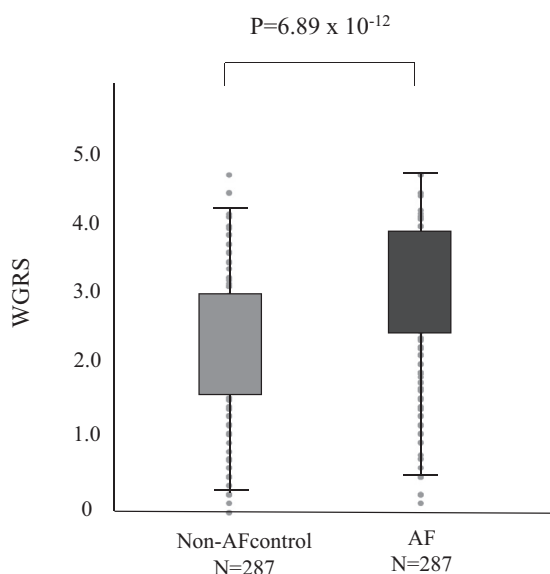 P=6.89 x 10-12
5.0
4.0
3.0
2.0
1.0
0
WGRS
Non-AFcontrol
N=287
AF
N=287